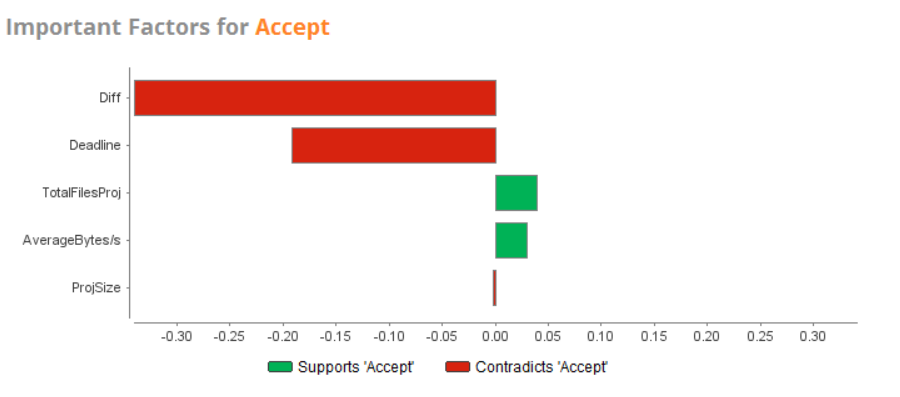 Important Factors for Accept
Diff
Deadline
TotalFilesProj
AverageBytes/s
ProjSize
-0.30 -0.25 -0.20 -0.15 -0.10 -0.05 0.00 0.05 0.10 0.15 0.20 0.25 0.30
Supports 'Accept' Contradicts 'Accept'